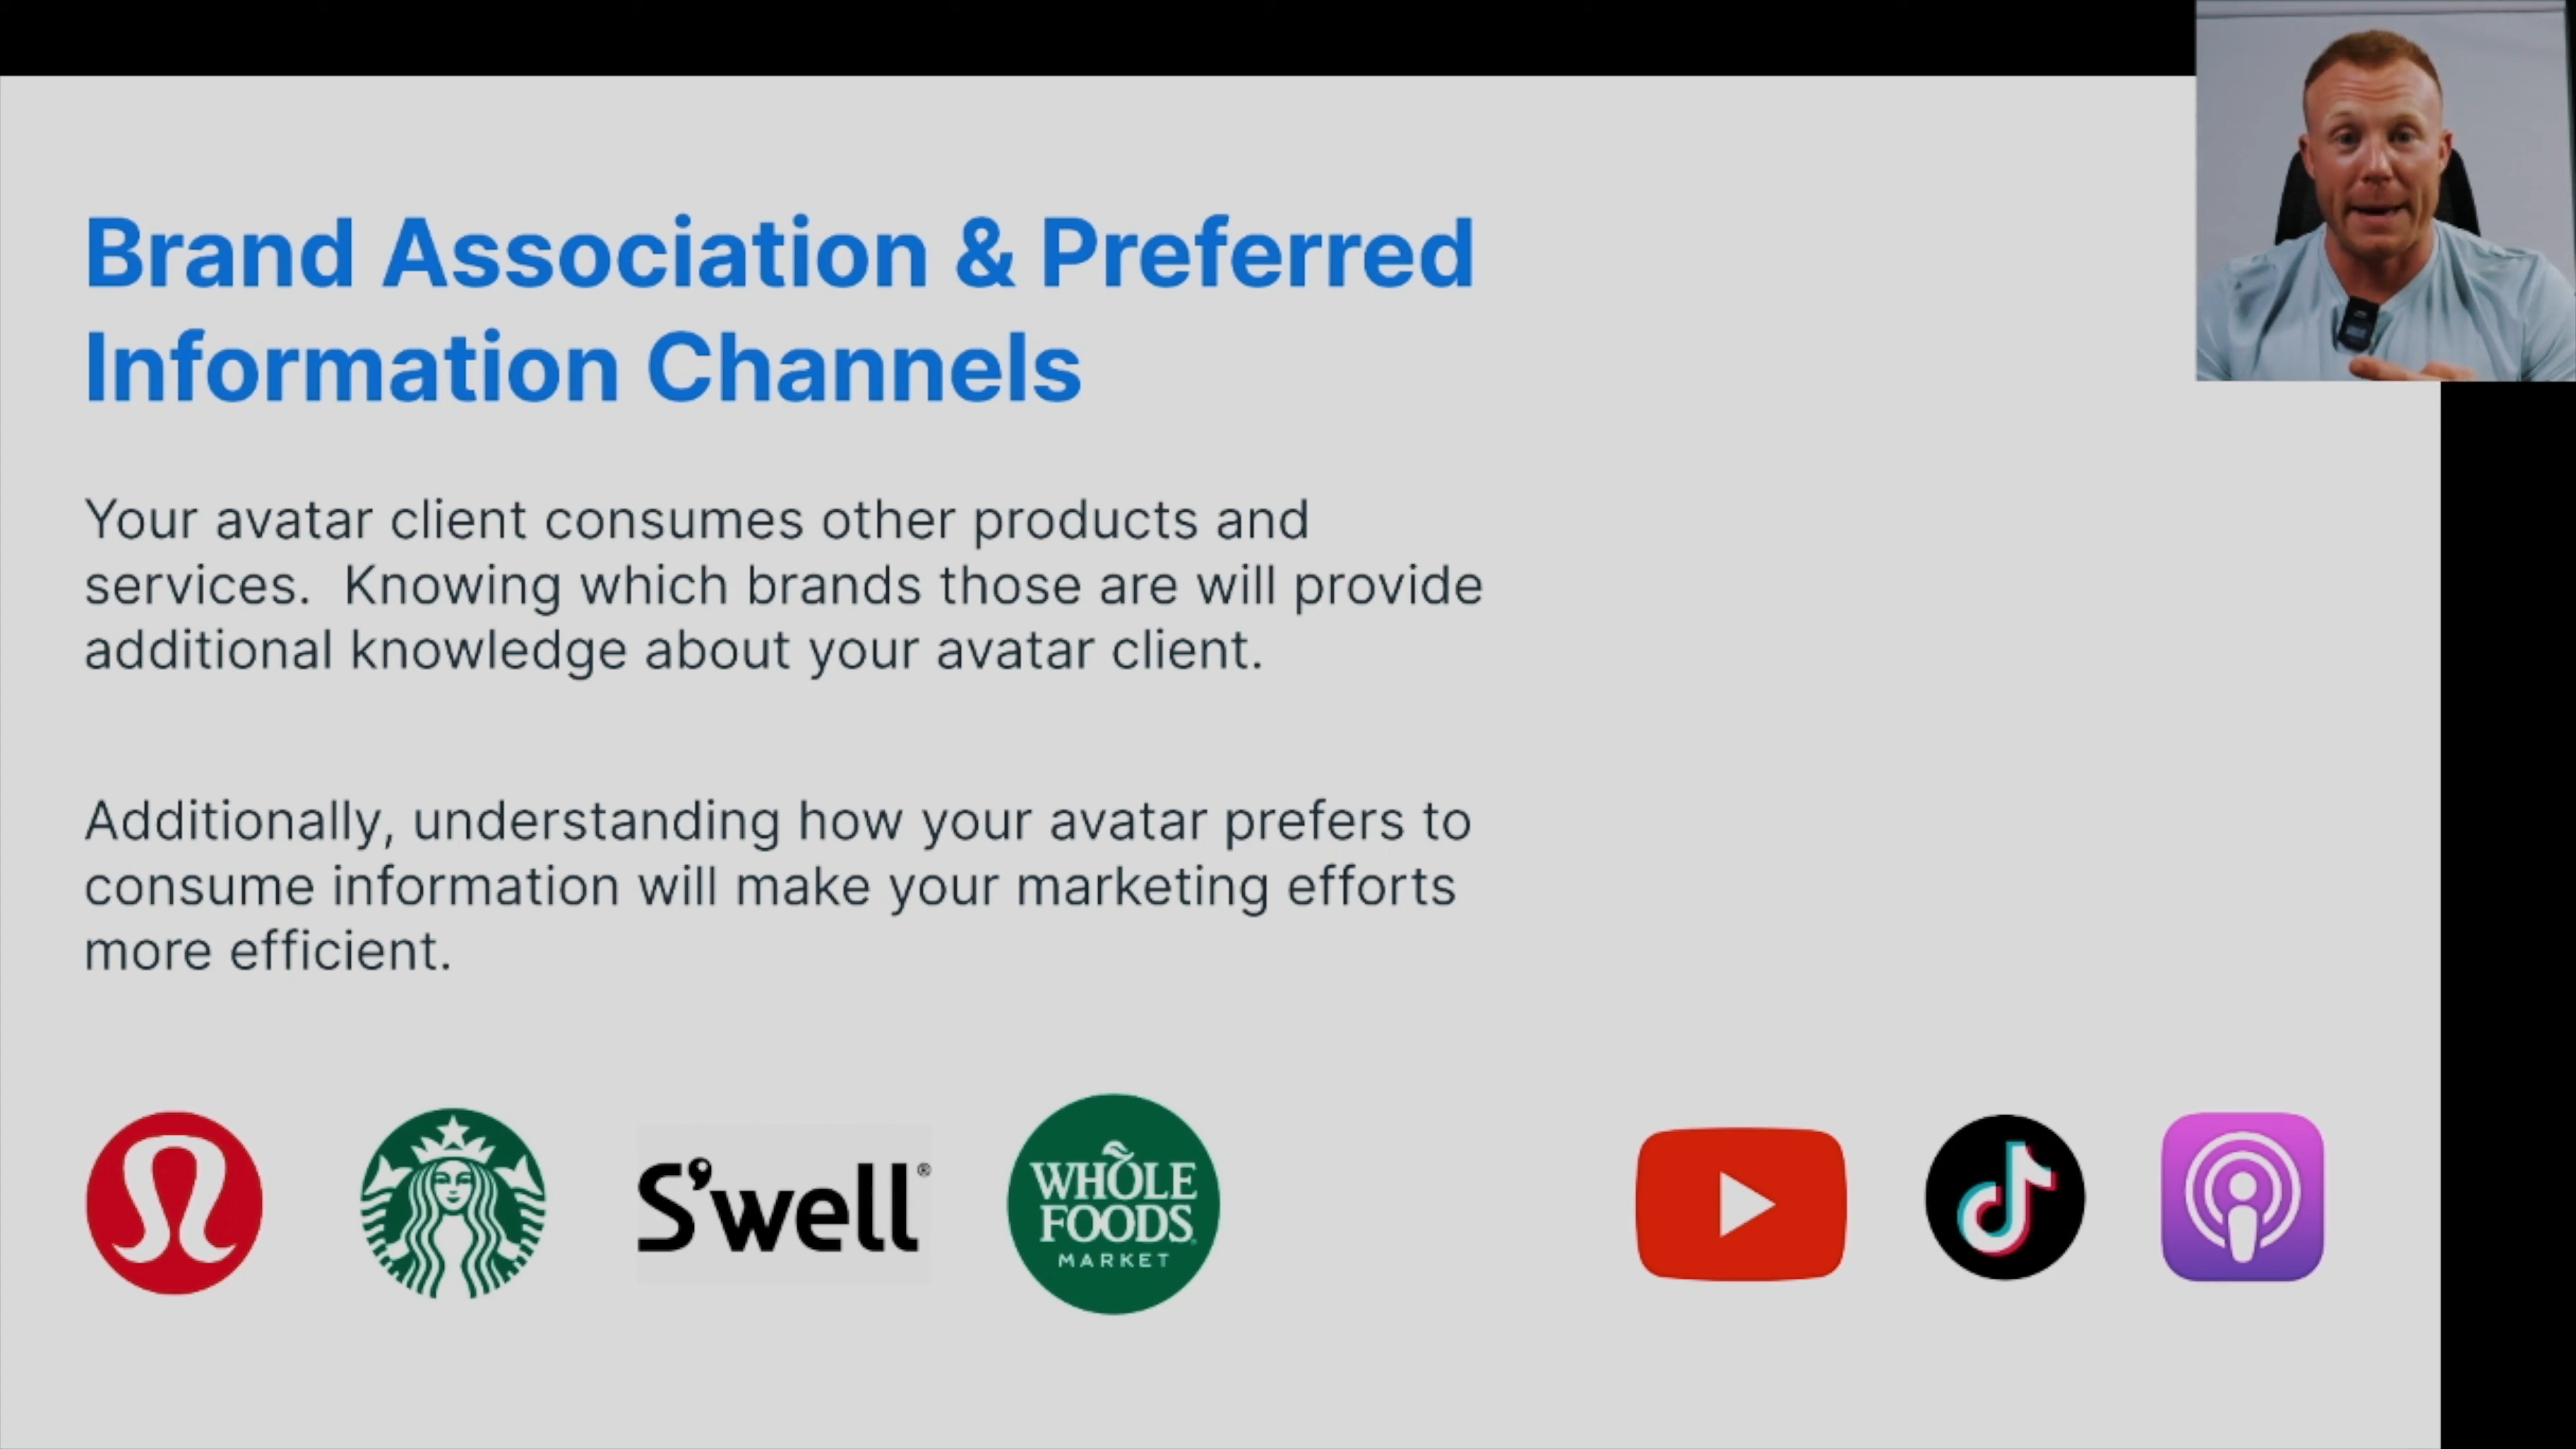 Brand Association & Preferred
Information Channels
Your avatar client consumes other products and
services.  Knowing which brands those are will provide
additional knowledge about your avatar client.
Additionally, understanding how your avatar prefers to
consume information will make your marketing efforts
more efficient.
S'well®
WHOLE
FOODS
MARKET